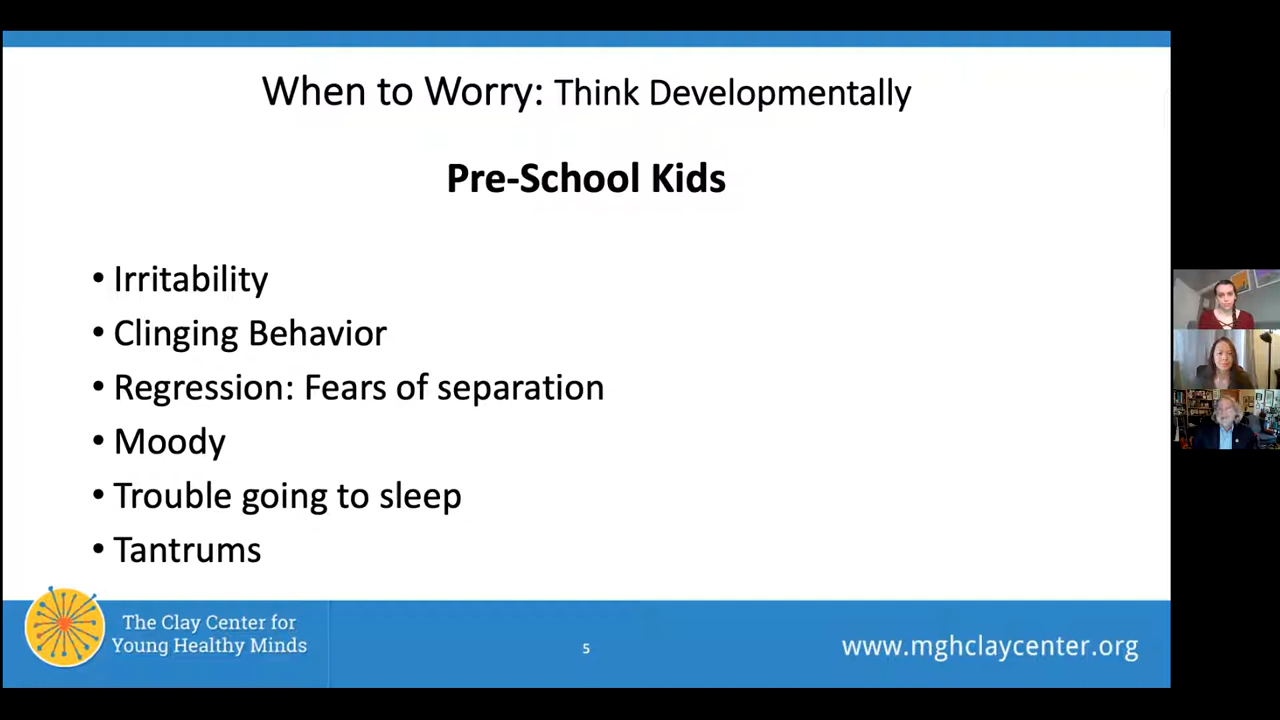 When to Worry: Think Developmentally
Pre-School Kids
• Irritability
• Clinging Behavior
• Regression: Fears of separation
• Moody
• Trouble going to sleep
• Tantrums
The Clay Center for
Young Healthy Minds
5
www.mghclaycenter.org